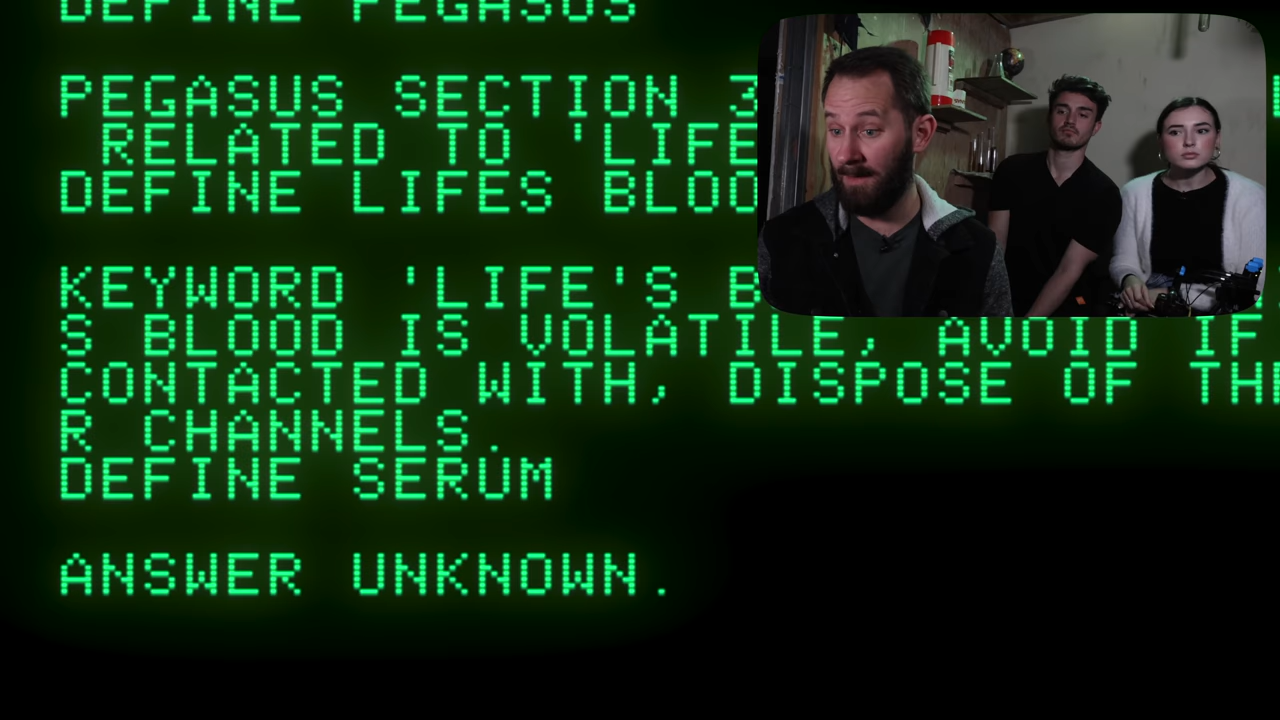 DEFINE PEGASUS
PEGASUS SECTION 3
RELATED TO 'LIFE
DEFINE LIFES BLOO
KEYWORD 'LIFE'S B
S BLOOD IS VOLATILE, AVOID IF
CONTACTED WITH, DISPOSE OF TH
R CHANNELS.
DEFINE SERUM
ANSWER UNKNOWN.